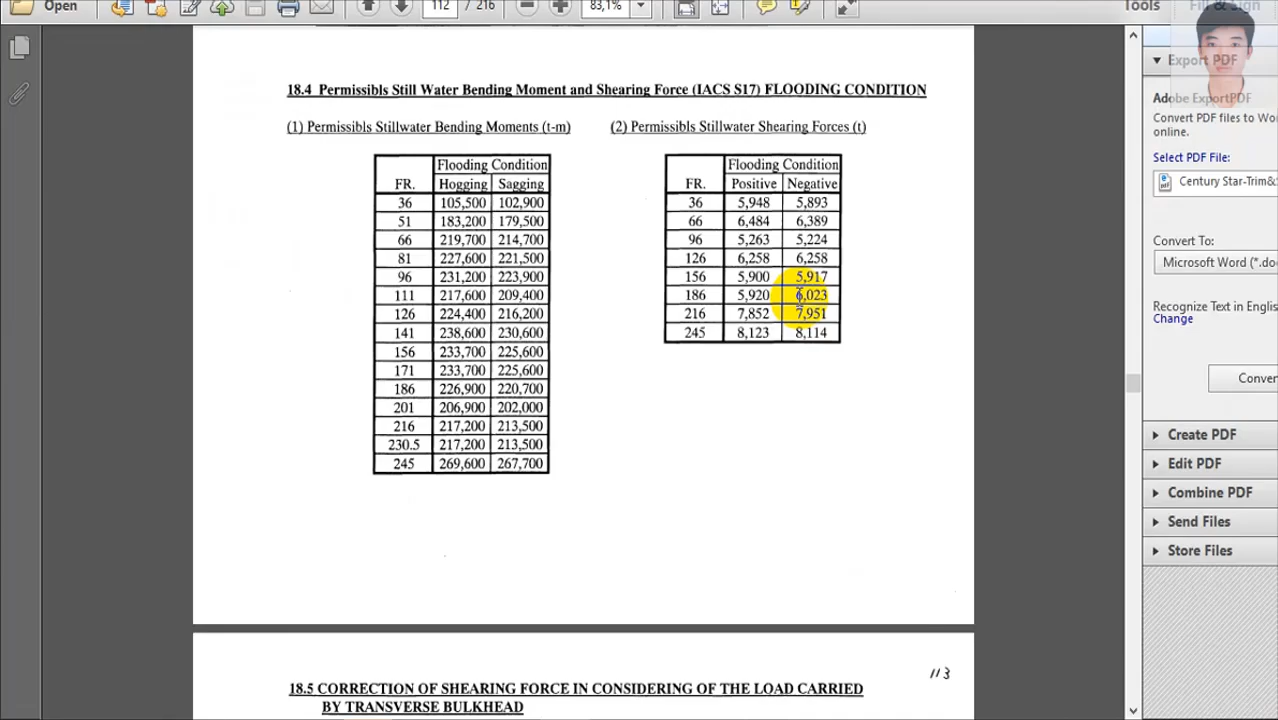 Open
112 / 216
83,1%
Tools
Fill & Sign
18.4 Permissibls Still Water Bending Moment and Shearing Force (IACS S17) FLOODING CONDITION
(1) Permissibls Stillwater Bending Moments (t-m)
(2) Permissibls Stillwater Shearing Forces (t)
FR. Flooding Condition
Hogging Sagging
36 105,500 102,900
51 183,200 179,500
66 219,700 214,700
81 227,600 221,500
96 231,200 223,900
111 217,600 209,400
126 224,400 216,200
141 238,600 230,600
156 233,700 225,600
171 233,700 225,600
186 226,900 220,700
201 206,900 202,000
216 217,200 213,500
230.5 217,200 213,500
245 269,600 267,700
FR. Flooding Condition
Positive Negative
36 5,948 5,893
66 6,484 6,389
96 5,263 5,224
126 6,258 6,258
156 5,900 5,917
186 5,920 6,023
216 7,852 7,951
245 8,123 8,114
113
18.5 CORRECTION OF SHEARING FORCE IN CONSIDERING OF THE LOAD CARRIED
BY TRANSVERSE BULKHEAD
Export PDF
Adobe ExportPDF
Convert PDF files to Wo
online.
Select PDF File:
Century Star-Trim&S
Convert To:
Microsoft Word (*.do
Recognize Text in Englis
Change
Conver
Create PDF
Edit PDF
Combine PDF
Send Files
Store Files